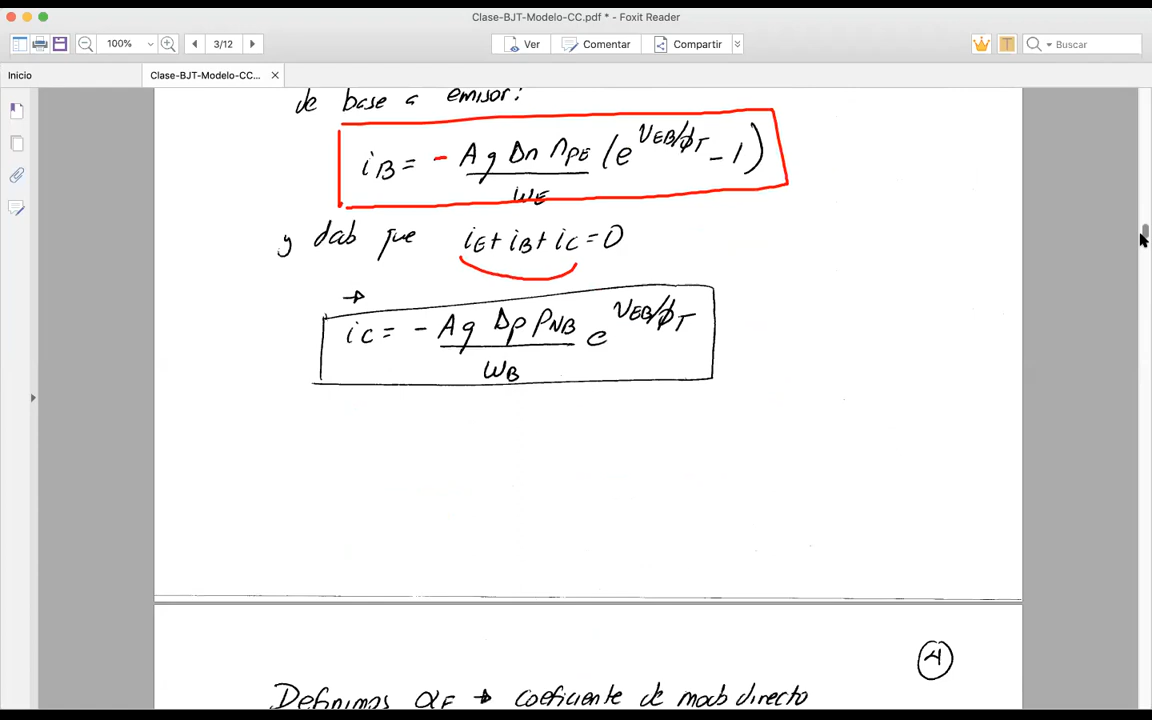 Clase-BJT-Modelo-CC.pdf * - Foxit Reader
100% 3/12 Ver Comentar Compartir T Buscar
Inicio Clase-BJT-Modelo-CC... ×
de base a emisor:
iB = - Aq Dn nPE / WE (e^VEB/ϕT - 1)
y dado que iE + iB + iC = 0
→
iC = - Aq Dp PNB / WB e^VEB/ϕT
4
Definimos αF → coeficiente de modo directo